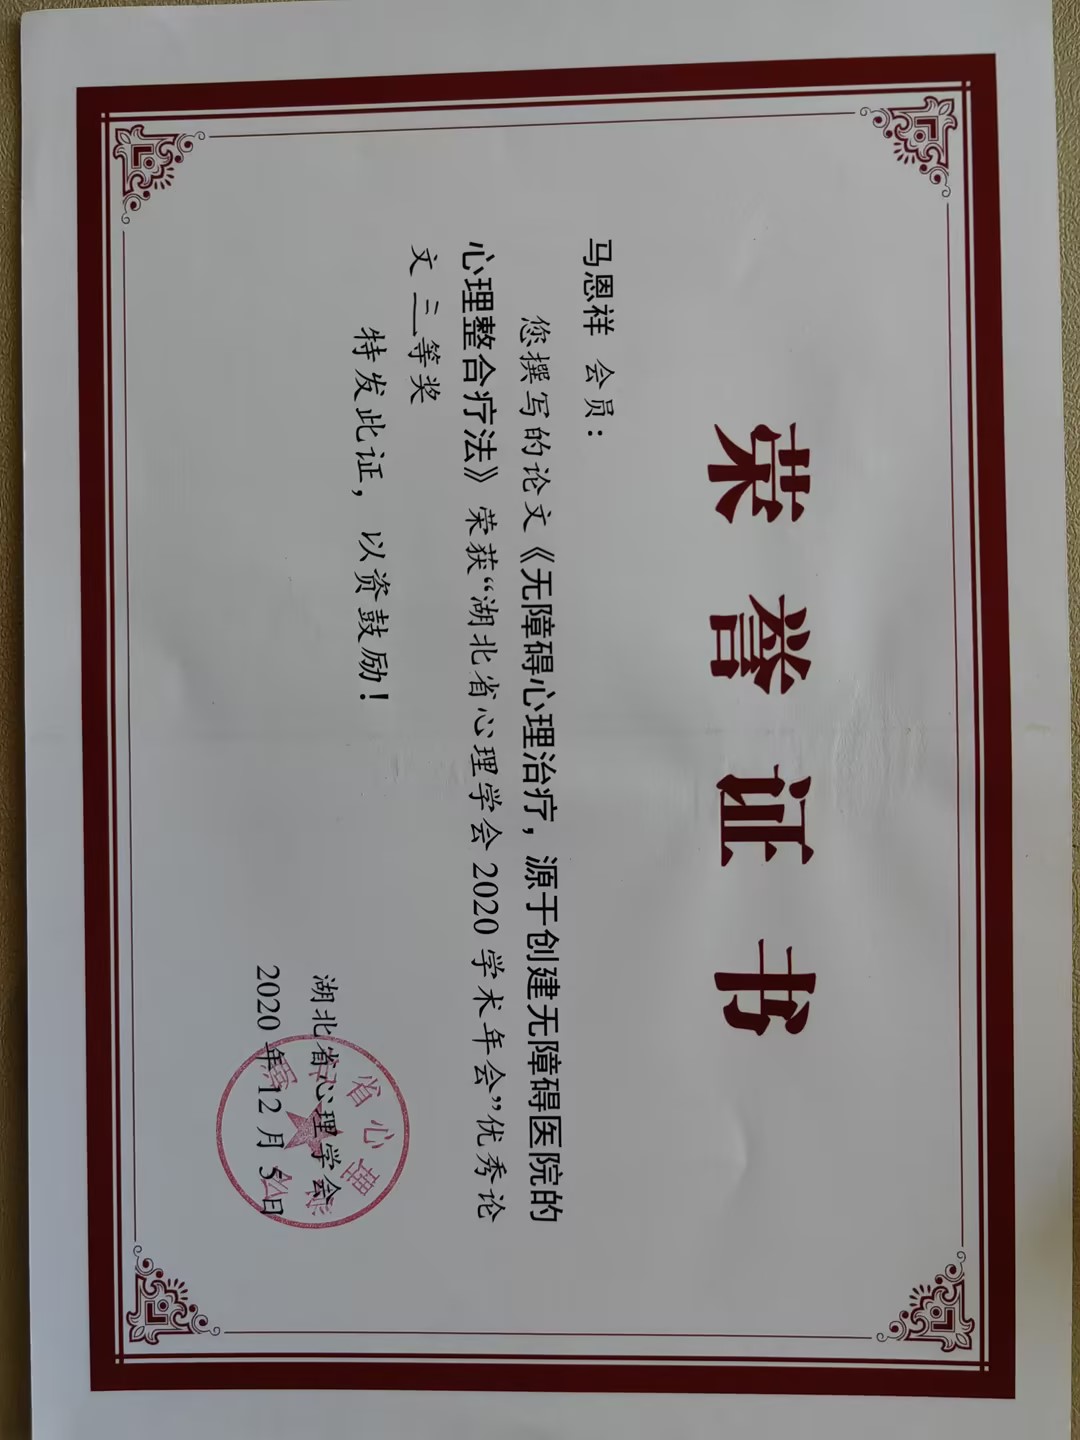 荣誉证书
马恩祥 会员：
您撰写的论文《无障碍心理治疗，源于创建无障碍医院的
心理整合疗法》荣获“湖北省心理学会2020学术年会”优秀论
文 三等奖
特发此证，以资鼓励！
湖北省心理学会
2020年12月5日